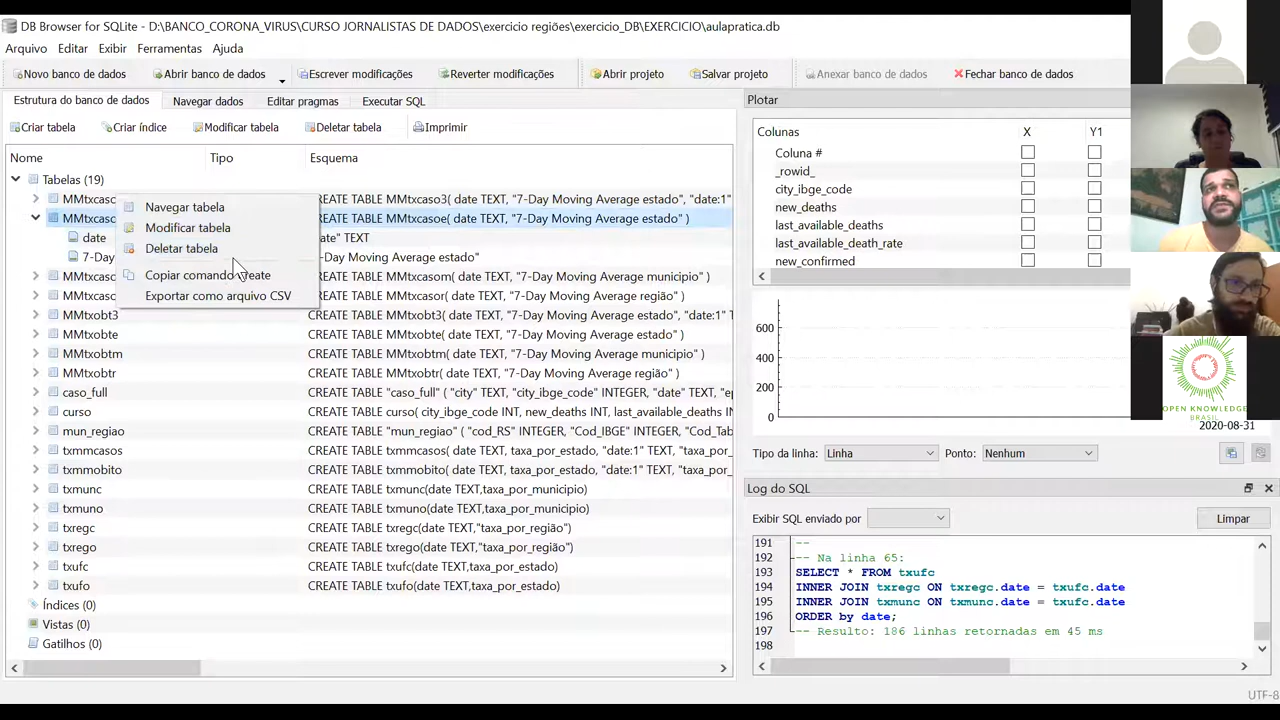 DB Browser for SQLite - D:\BANCO_CORONA_VIRUS\CURSO JORNALISTAS DE DADOS\exercicio regiões\exercicio_DB\EXERCICIO\aulapratica.db
Arquivo Editar Exibir Ferramentas Ajuda
Novo banco de dados Abrir banco de dados Escrever modificações Reverter modificações Abrir projeto Salvar projeto Anexar banco de dados Fechar banco de dados
Estrutura do banco de dados Navegar dados Editar pragmas Executar SQL
Criar tabela Criar índice Modificar tabela Deletar tabela Imprimir
Nome Tipo Esquema
Tabelas (19)
MMtxcaso CREATE TABLE MMtxcaso3( date TEXT, "7-Day Moving Average estado", "date:1"
MMtxcaso CREATE TABLE MMtxcasoe( date TEXT, "7-Day Moving Average estado" )
date date" TEXT
7-Day -Day Moving Average estado"
MMtxcaso CREATE TABLE MMtxcasom( date TEXT, "7-Day Moving Average municipio" )
MMtxcaso CREATE TABLE MMtxcasor( date TEXT, "7-Day Moving Average região" )
MMtxobt3 CREATE TABLE MMtxobt3( date TEXT, "7-Day Moving Average estado", "date:1"
MMtxobte CREATE TABLE MMtxobte( date TEXT, "7-Day Moving Average estado" )
MMtxobtm CREATE TABLE MMtxobtm( date TEXT, "7-Day Moving Average municipio" )
MMtxobtr CREATE TABLE MMtxobtr( date TEXT, "7-Day Moving Average região" )
caso_full CREATE TABLE "caso_full" ( "city" TEXT, "city_ibge_code" INTEGER, "date" TEXT, "ep
curso CREATE TABLE curso( city_ibge_code INT, new_deaths INT, last_available_deaths I
mun_regiao CREATE TABLE "mun_regiao" ( "cod_RS" INTEGER, "Cod_IBGE" INTEGER, "Cod_Tab
txmmcasos CREATE TABLE txmmcasos( date TEXT, taxa_por_estado, "date:1" TEXT, "taxa_por_
txmmobito CREATE TABLE txmmobito( date TEXT, taxa_por_estado, "date:1" TEXT, "taxa_por_r
txmunc CREATE TABLE txmunc(date TEXT,taxa_por_municipio)
txmuno CREATE TABLE txmuno(date TEXT,taxa_por_municipio)
txregc CREATE TABLE txregc(date TEXT,"taxa_por_região")
txrego CREATE TABLE txrego(date TEXT,"taxa_por_região")
txufc CREATE TABLE txufc(date TEXT,taxa_por_estado)
txufo CREATE TABLE txufo(date TEXT,taxa_por_estado)
Índices (0)
Vistas (0)
Gatilhos (0)
Navegar tabela
Modificar tabela
Deletar tabela
Copiar comando create
Exportar como arquivo CSV
Plotar
Colunas X Y1
Coluna #
_rowid_
city_ibge_code
new_deaths
last_available_deaths
last_available_death_rate
new_confirmed
600
400
200
0
2020-08-31
Tipo da linha: Linha Ponto: Nenhum
Log do SQL
Exibir SQL enviado por Limpar
191 --
192 -- Na linha 65:
193 SELECT * FROM txufc
194 INNER JOIN txregc ON txregc.date = txufc.date
195 INNER JOIN txmunc ON txmunc.date = txufc.date
196 ORDER by date;
197 -- Resulto: 186 linhas retornadas em 45 ms
198
UTF-8
OPEN KNOWLEDGE
BRASIL